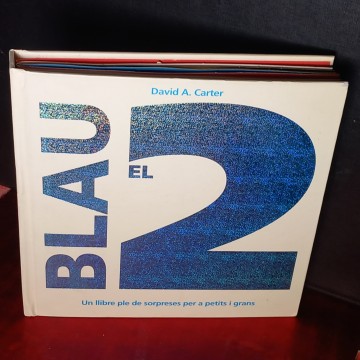 David A. Carter
BLAU
EL
2
Un llibre ple de sorpreses per a petits i grans